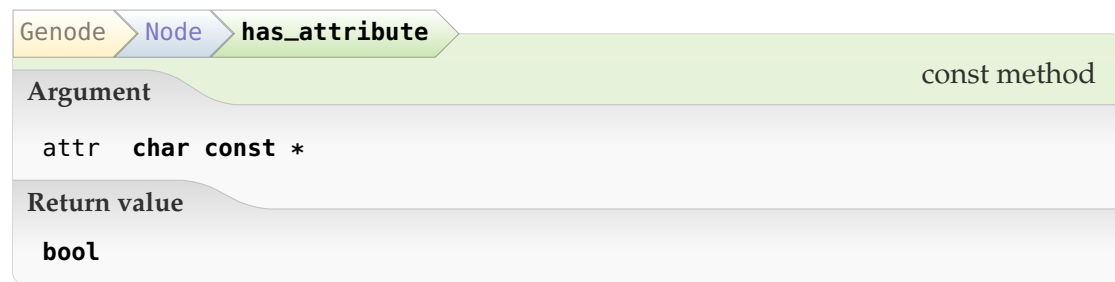 Genode Node has_attribute
const method
Argument
attr char const *
Return value
bool